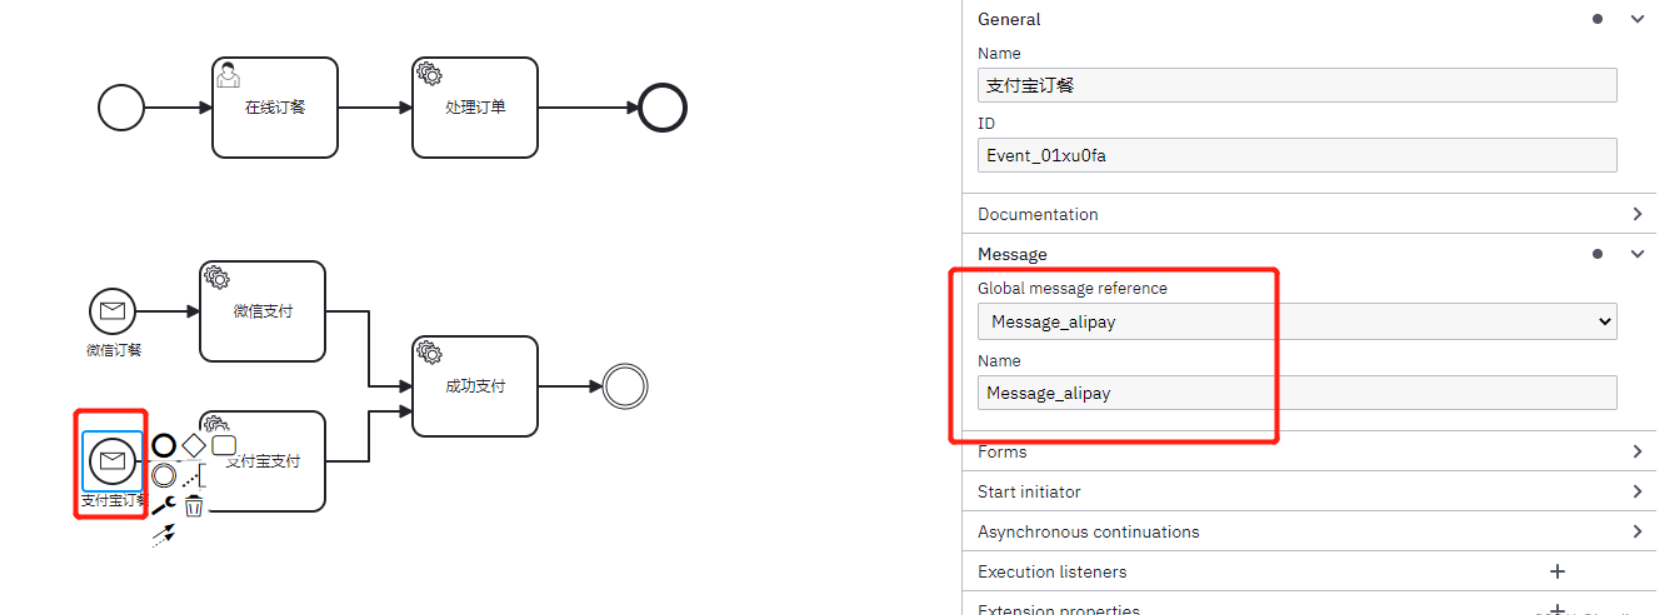 在线订餐
处理订单
微信支付
微信订餐
成功支付
支付宝支付
支付宝订餐
General
Name
支付宝订餐
ID
Event_01xu0fa
Documentation
Message
Global message reference
Message_alipay
Name
Message_alipay
Forms
Start initiator
Asynchronous continuations
Execution listeners
Extension properties